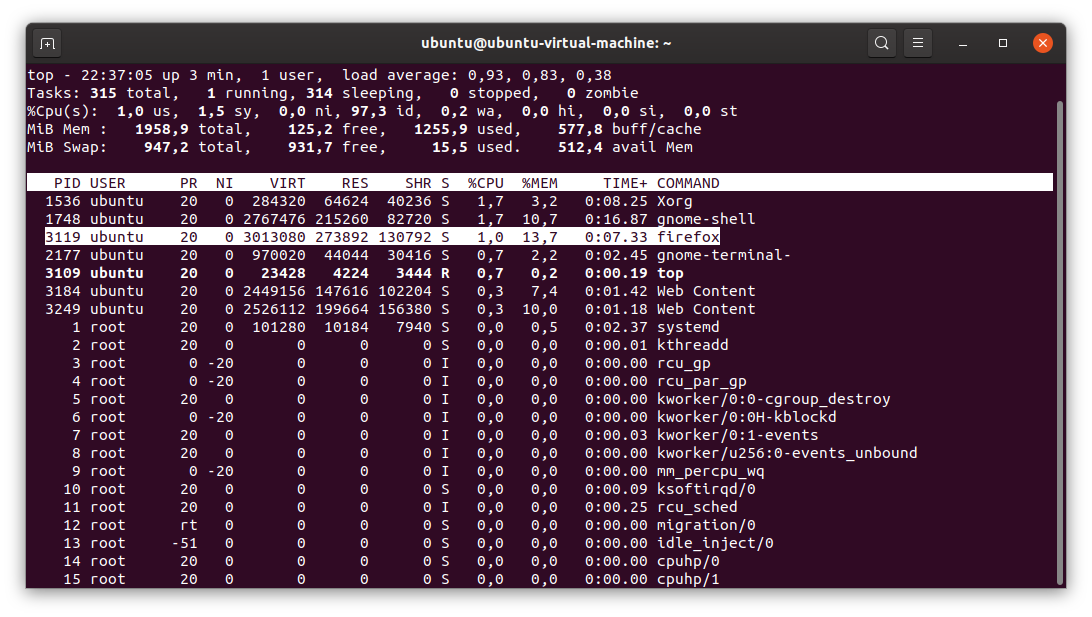 ubuntu@ubuntu-virtual-machine: ~
top - 22:37:05 up 3 min,  1 user,  load average: 0,93, 0,83, 0,38
Tasks: 315 total,   1 running, 314 sleeping,   0 stopped,   0 zombie
%Cpu(s):  1,0 us,  1,5 sy,  0,0 ni, 97,3 id,  0,2 wa,  0,0 hi,  0,0 si,  0,0 st
MiB Mem :   1958,9 total,    125,2 free,   1255,9 used,    577,8 buff/cache
MiB Swap:    947,2 total,    931,7 free,     15,5 used.    512,4 avail Mem
PID USER      PR  NI    VIRT    RES    SHR S  %CPU  %MEM     TIME+ COMMAND
1536 ubuntu    20   0  284320  64624  40236 S   1,7   3,2   0:08.25 Xorg
1748 ubuntu    20   0 2767476 215260  82720 S   1,7  10,7   0:16.87 gnome-shell
3119 ubuntu    20   0 3013080 273892 130792 S   1,0  13,7   0:07.33 firefox
2177 ubuntu    20   0  970020  44044  30416 S   0,7   2,2   0:02.45 gnome-terminal-
3109 ubuntu    20   0   23428   4224   3444 R   0,7   0,2   0:00.19 top
3184 ubuntu    20   0 2449156 147616 102204 S   0,3   7,4   0:01.42 Web Content
3249 ubuntu    20   0 2526112 199664 156380 S   0,3  10,0   0:01.18 Web Content
1 root      20   0  101280  10184   7940 S   0,0   0,5   0:02.37 systemd
2 root      20   0       0      0      0 S   0,0   0,0   0:00.01 kthreadd
3 root       0 -20       0      0      0 I   0,0   0,0   0:00.00 rcu_gp
4 root       0 -20       0      0      0 I   0,0   0,0   0:00.00 rcu_par_gp
5 root      20   0       0      0      0 I   0,0   0,0   0:00.00 kworker/0:0-cgroup_destroy
6 root       0 -20       0      0      0 I   0,0   0,0   0:00.00 kworker/0:0H-kblockd
7 root      20   0       0      0      0 I   0,0   0,0   0:00.03 kworker/0:1-events
8 root      20   0       0      0      0 I   0,0   0,0   0:00.00 kworker/u256:0-events_unbound
9 root       0 -20       0      0      0 I   0,0   0,0   0:00.00 mm_percpu_wq
10 root      20   0       0      0      0 S   0,0   0,0   0:00.09 ksoftirqd/0
11 root      20   0       0      0      0 I   0,0   0,0   0:00.25 rcu_sched
12 root      rt   0       0      0      0 S   0,0   0,0   0:00.00 migration/0
13 root     -51   0       0      0      0 S   0,0   0,0   0:00.00 idle_inject/0
14 root      20   0       0      0      0 S   0,0   0,0   0:00.00 cpuhp/0
15 root      20   0       0      0      0 S   0,0   0,0   0:00.00 cpuhp/1